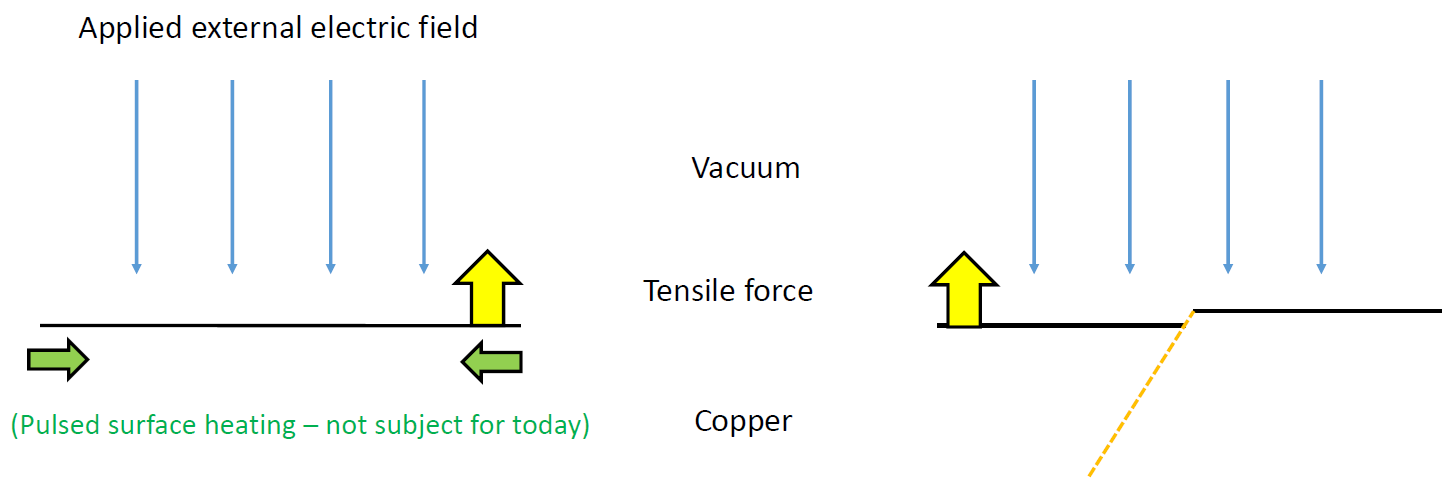 Applied external electric field
Vacuum
Tensile force
(Pulsed surface heating – not subject for today)
Copper